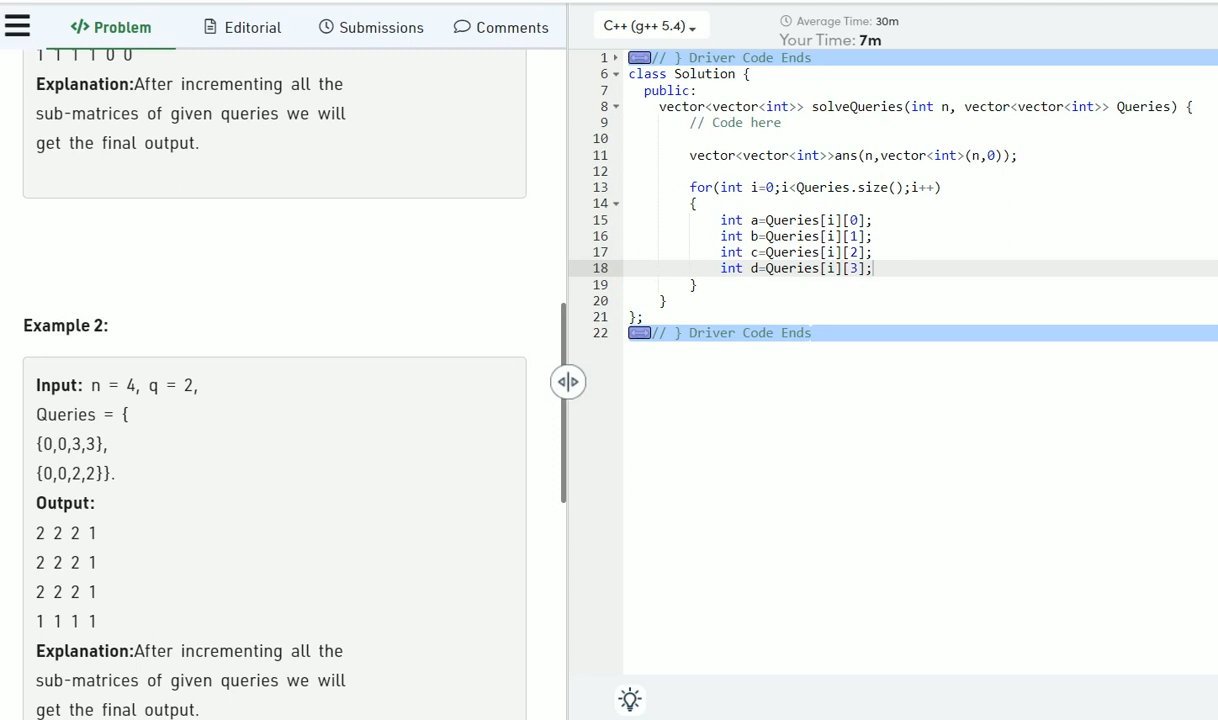 </> Problem
Editorial
Submissions
Comments
C++ (g++ 5.4)
Average Time: 30m
Your Time: 7m
1 1 1 1 0 0
Explanation:After incrementing all the
sub-matrices of given queries we will
get the final output.
Example 2:
Input: n = 4, q = 2,
Queries = {
{0,0,3,3},
{0,0,2,2}}.
Output:
2 2 2 1
2 2 2 1
2 2 2 1
1 1 1 1
Explanation:After incrementing all the
sub-matrices of given queries we will
get the final output.
1 // } Driver Code Ends
6 class Solution {
7 public:
8 vector<vector<int>> solveQueries(int n, vector<vector<int>> Queries) {
9 // Code here
10
11 vector<vector<int>>ans(n,vector<int>(n,0));
12
13 for(int i=0;i<Queries.size();i++)
14 {
15 int a=Queries[i][0];
16 int b=Queries[i][1];
17 int c=Queries[i][2];
18 int d=Queries[i][3];
19 }
20 }
21 };
22 // } Driver Code Ends